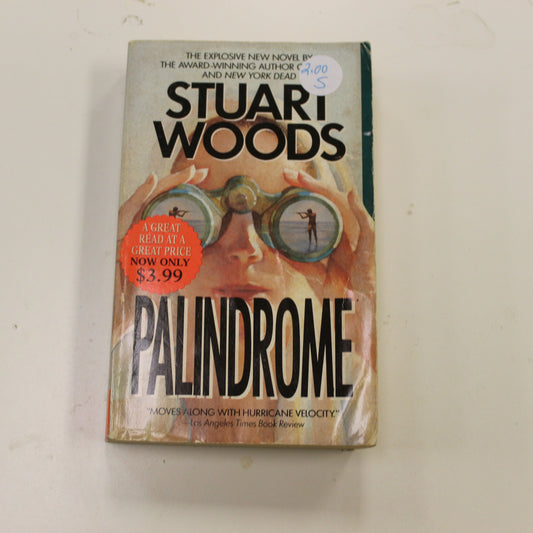 THE EXPLOSIVE NEW NOVEL BY
THE AWARD-WINNING AUTHOR
AND NEW YORK DEAD
2.00
S
STUART
WOODS
A GREAT
READ AT A
GREAT PRICE
NOW ONLY
$3.99
PALINDROME
"MOVES ALONG WITH HURRICANE VELOCITY."
—Los Angeles Times Book Review